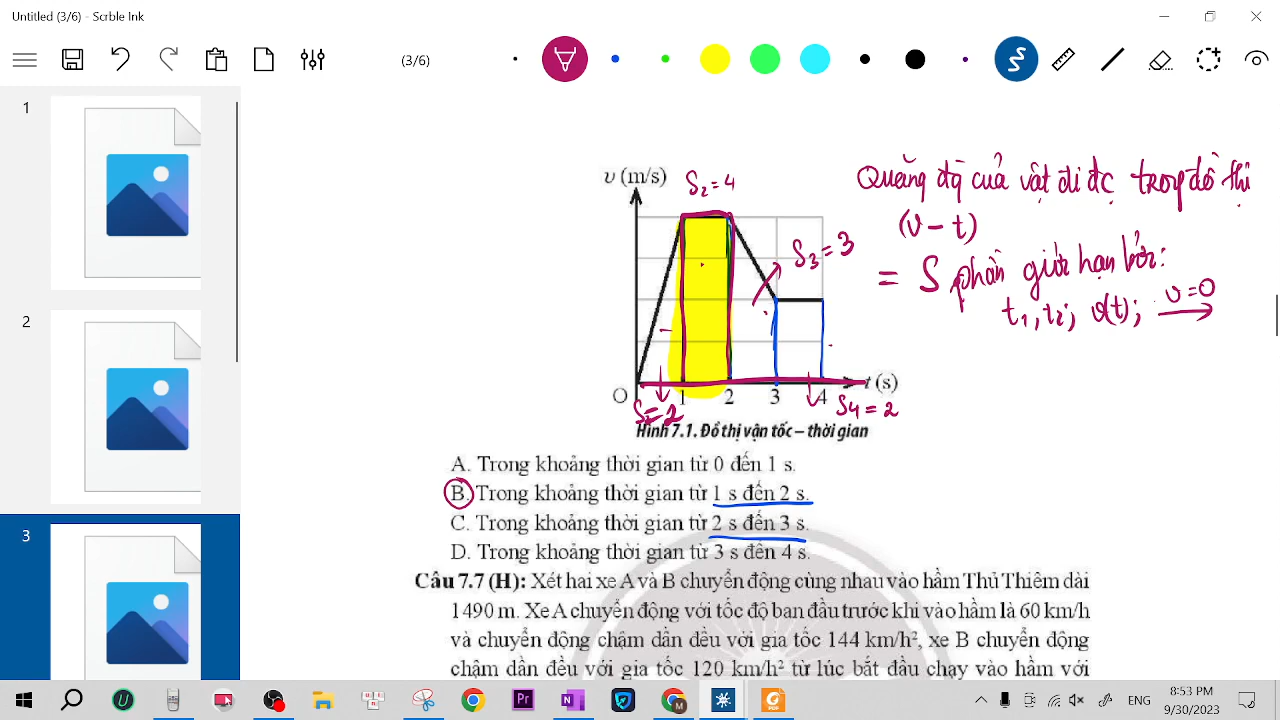 Untitled (3/6) - Scrble Ink
(3/6)
1
2
3
υ (m/s)
S₂ = 4
S₃ = 3
Quãng đg của vật đi đc trong đồ thị
(v – t)
= S phần giới hạn bởi:
t₁, t₂; v(t); v=0
O
1
2
3
4
t (s)
= 2
S₄ = 2
Hình 7.1. Đồ thị vận tốc – thời gian
A. Trong khoảng thời gian từ 0 đến 1 s.
B. Trong khoảng thời gian từ 1 s đến 2 s.
C. Trong khoảng thời gian từ 2 s đến 3 s.
D. Trong khoảng thời gian từ 3 s đến 4 s.
Câu 7.7 (H): Xét hai xe A và B chuyển động cùng nhau vào hầm Thủ Thiêm dài
1490 m. Xe A chuyển động với tốc độ ban đầu trước khi vào hầm là 60 km/h
và chuyển động chậm dần đều với gia tốc 144 km/h², xe B chuyển động
chậm dần đều với gia tốc 120 km/h² từ lúc bắt đầu chạy vào hầm với
ENG
8:53 PM
9/30/2023